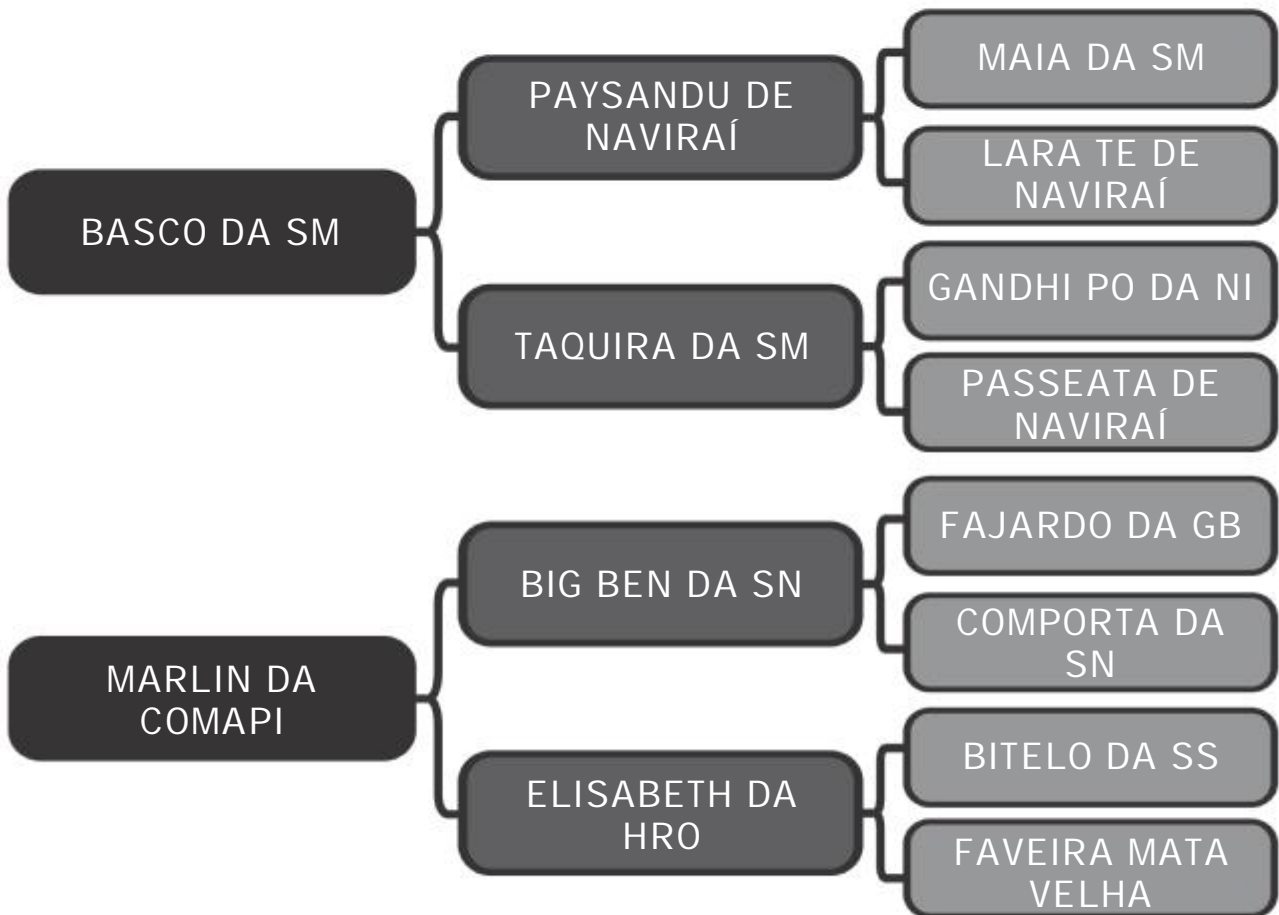 BASCO DA SM
PAYSANDU DE
NAVIRAÍ
MAIA DA SM
LARA TE DE
NAVIRAÍ
TAQUIRA DA SM
GANDHI PO DA NI
PASSEATA DE
NAVIRAÍ
MARLIN DA
COMAPI
BIG BEN DA SN
FAJARDO DA GB
COMPORTA DA
SN
ELISABETH DA
HRO
BITELO DA SS
FAVEIRA MATA
VELHA